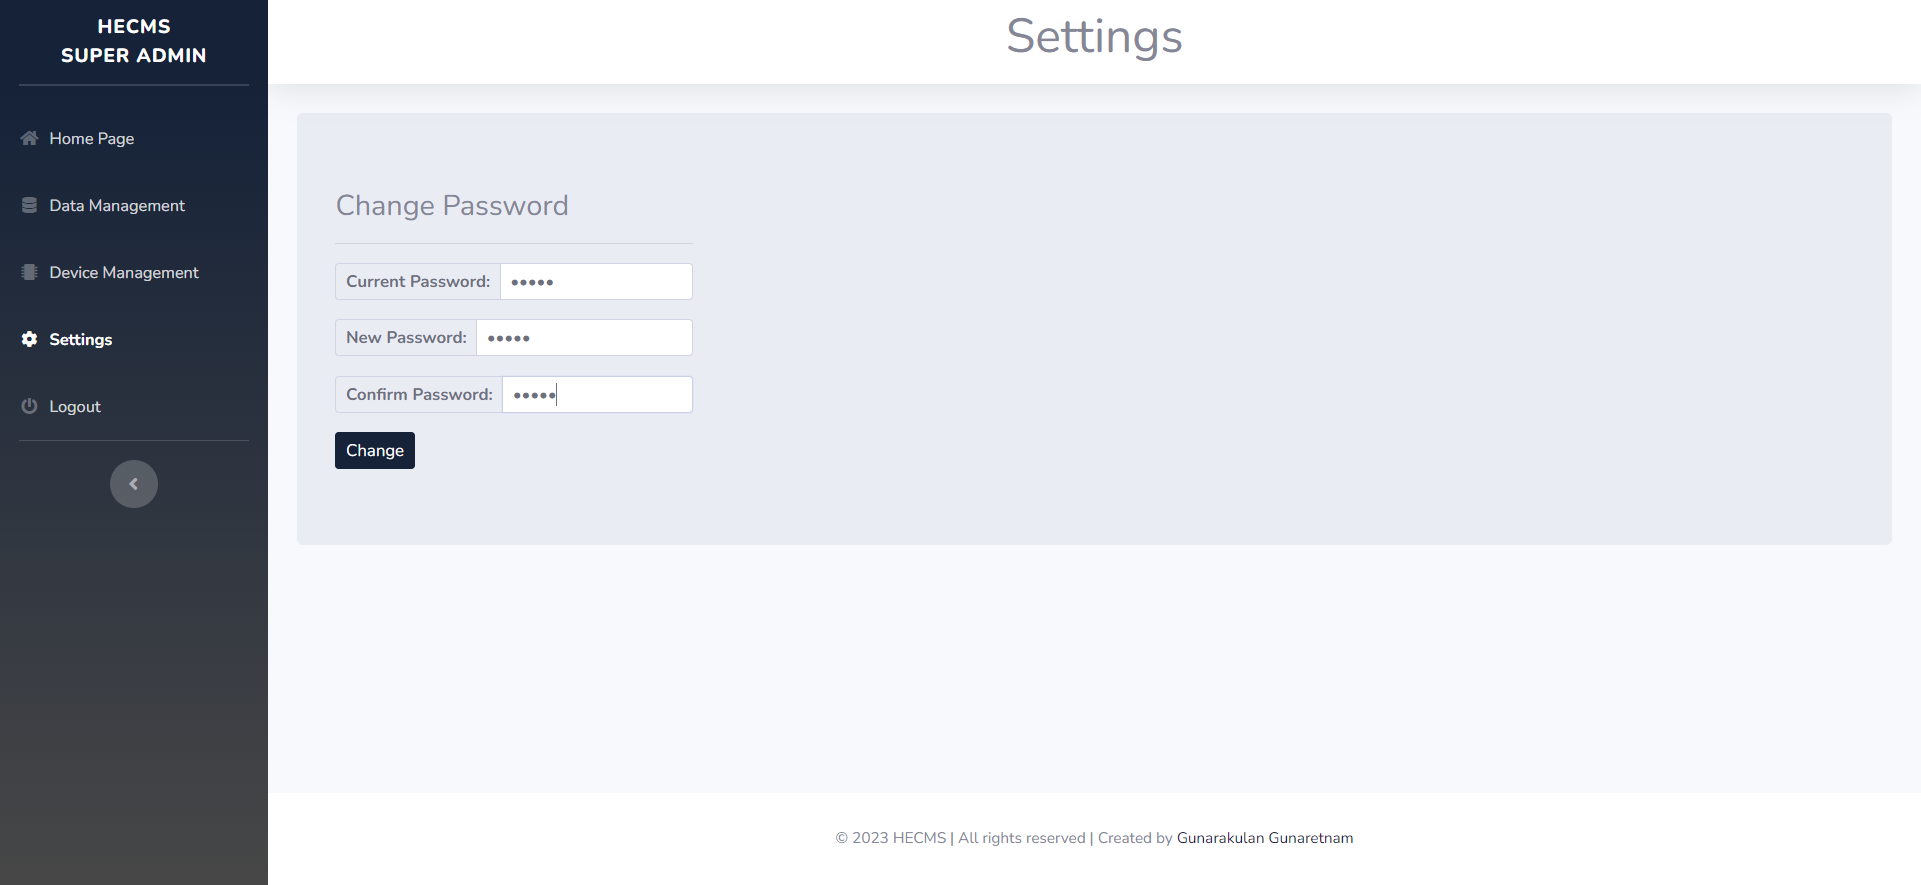 HECMS
SUPER ADMIN
Home Page
Data Management
Device Management
Settings
Logout
Settings
Change Password
Current Password: •••••
New Password: •••••
Confirm Password: •••••
Change
© 2023 HECMS | All rights reserved | Created by Gunarakulan Gunaretnam